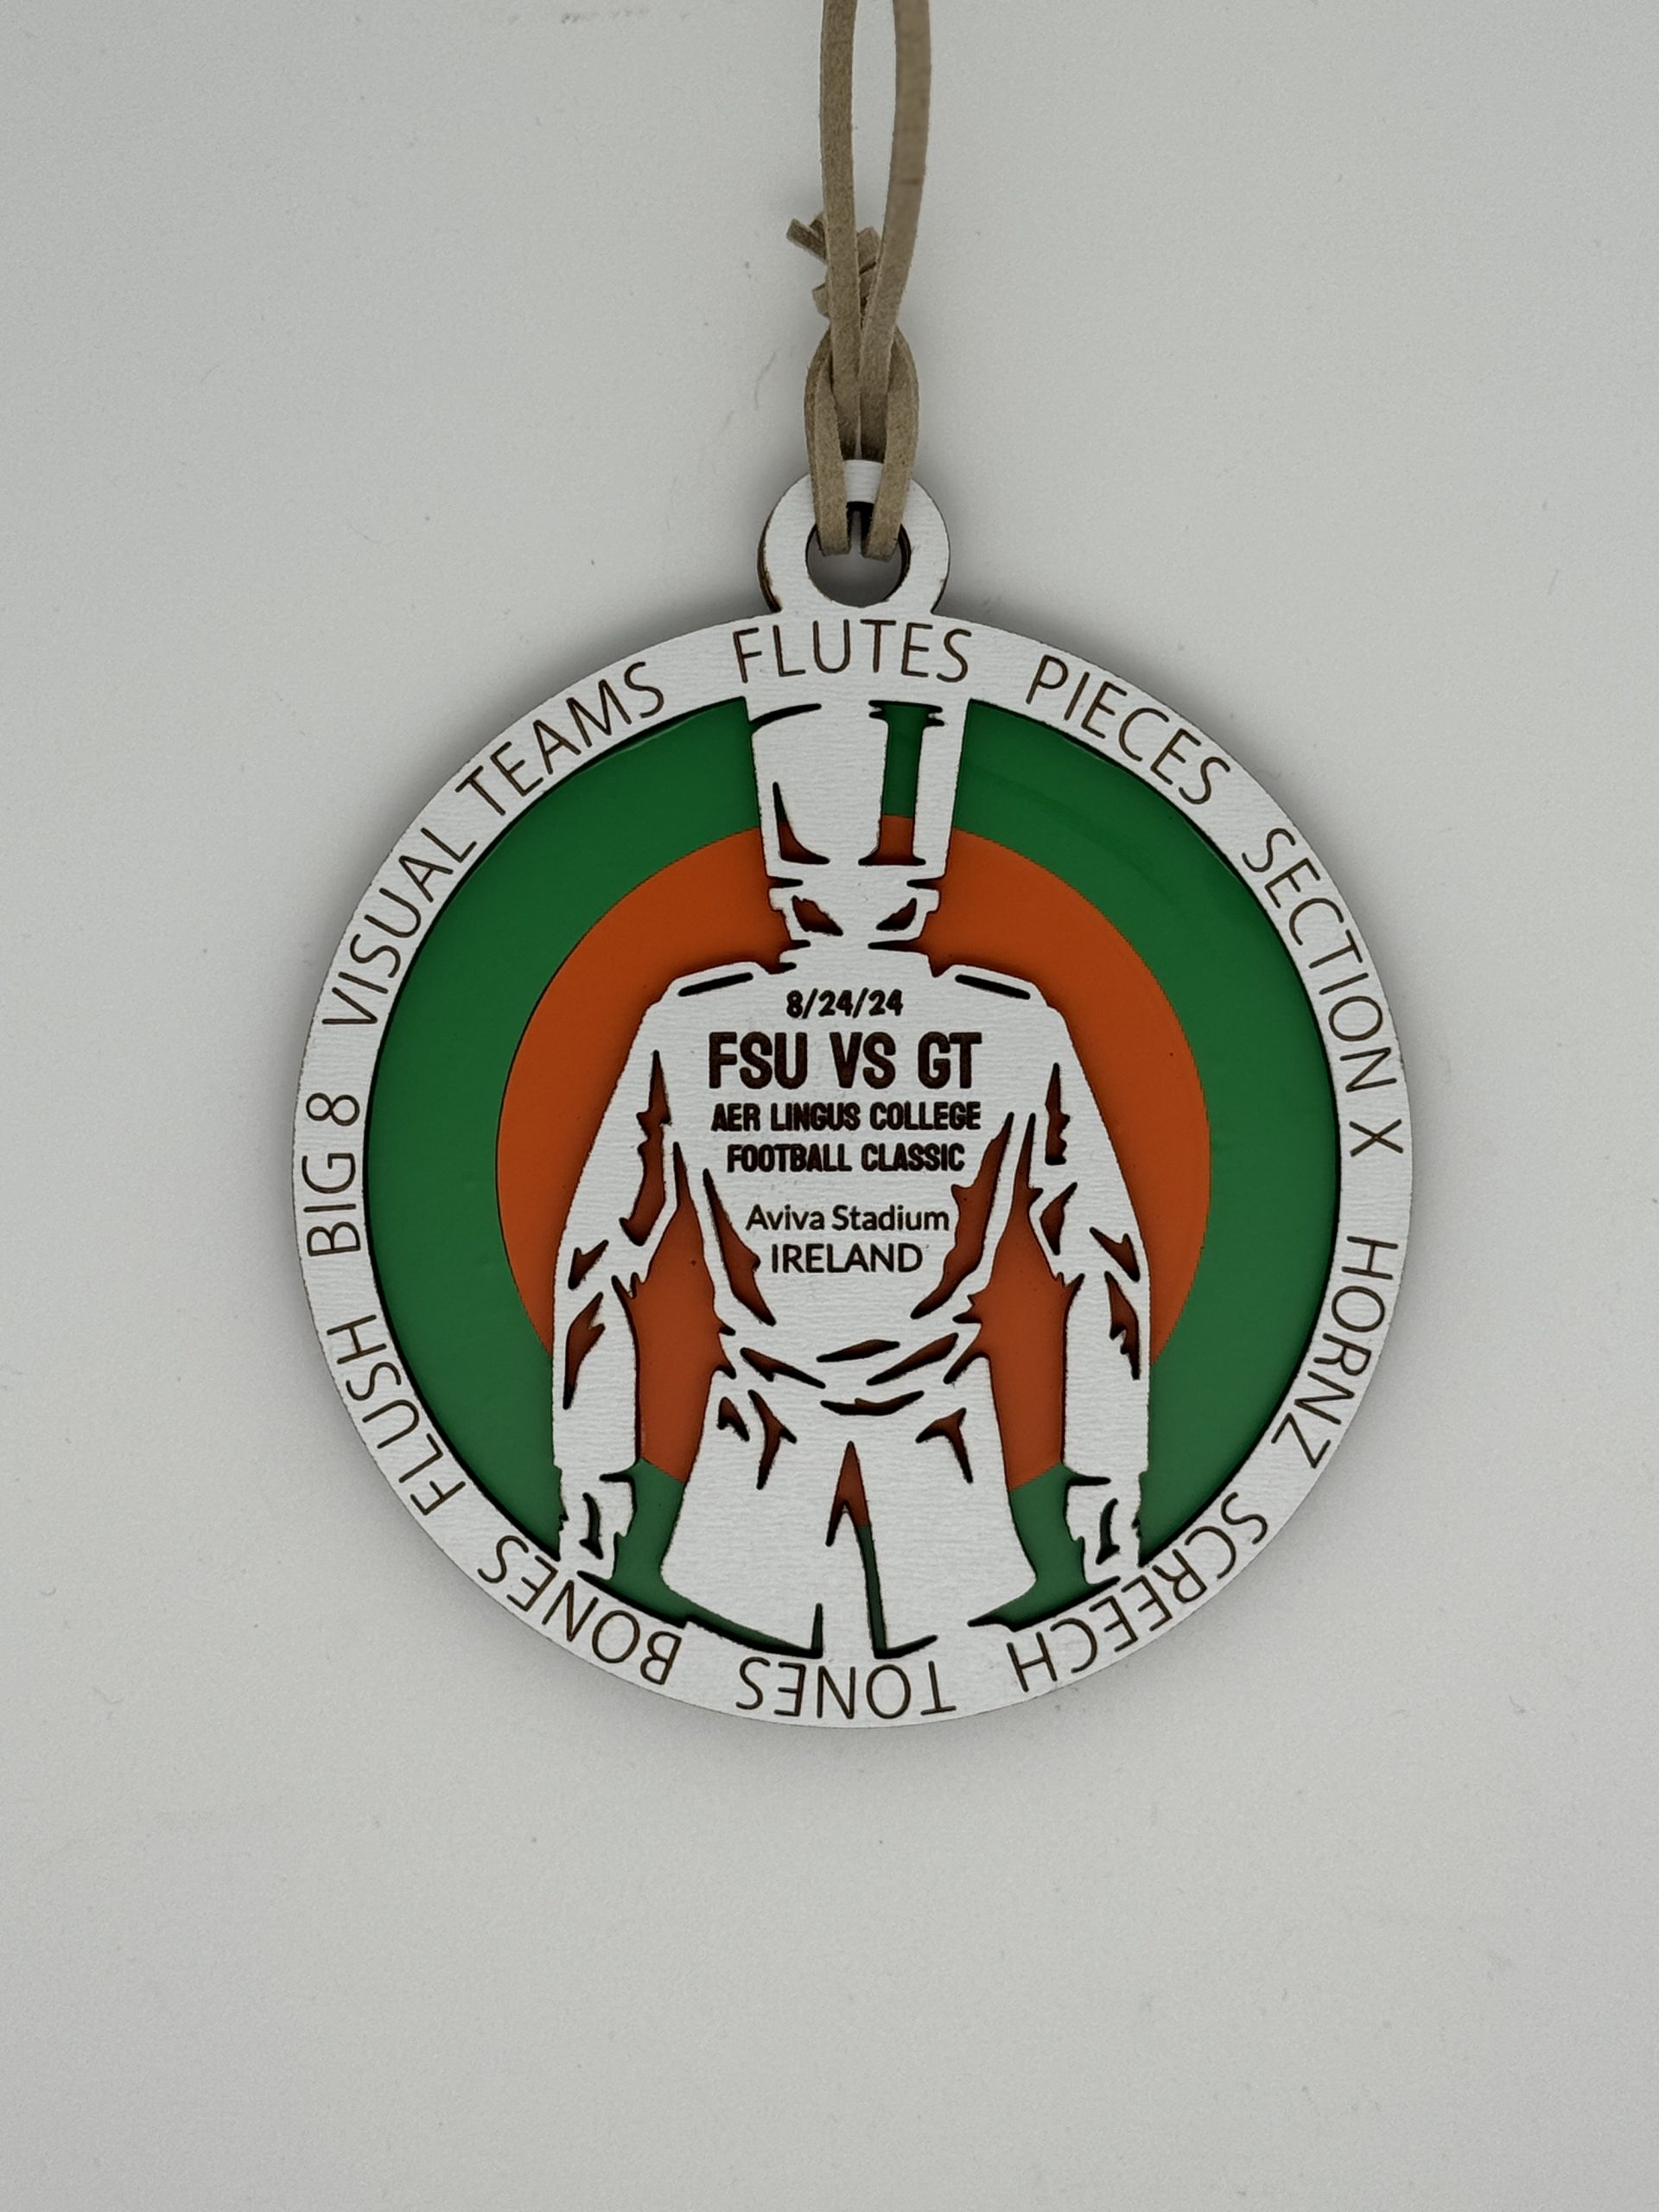 FLUTES PIECES SECTION X HORNZ SCREECH TONES BONES FLUSH BIG 8 VISUAL TEAMS
8/24/24
FSU VS GT
AER LINGUS COLLEGE
FOOTBALL CLASSIC
Aviva Stadium
IRELAND